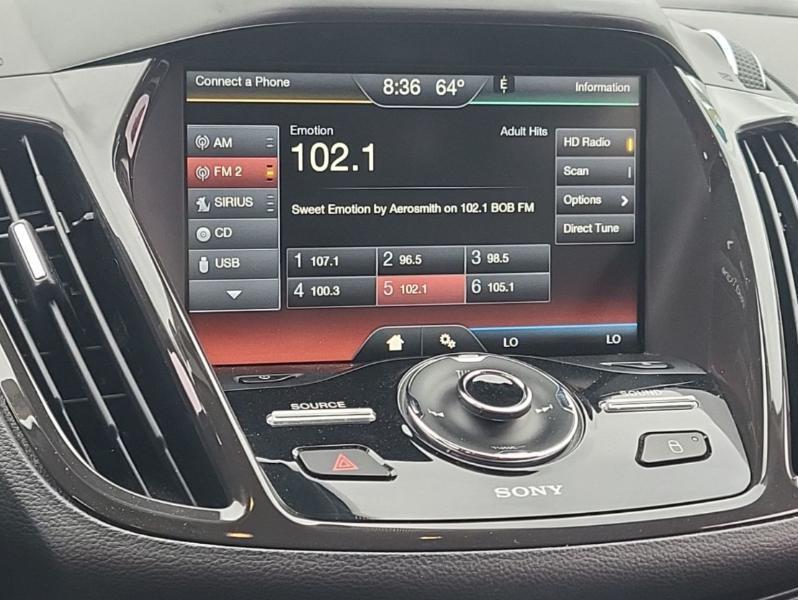 Connect a Phone
8:36 64°
E
Information
AM
FM 2
SIRIUS
CD
USB
Emotion
102.1
Adult Hits
Sweet Emotion by Aerosmith on 102.1 BOB FM
1 107.1
2 96.5
3 98.5
4 100.3
5 102.1
6 105.1
HD Radio
Scan
Options
Direct Tune
LO
LO
SOURCE
SOUND
TUNE
SONY